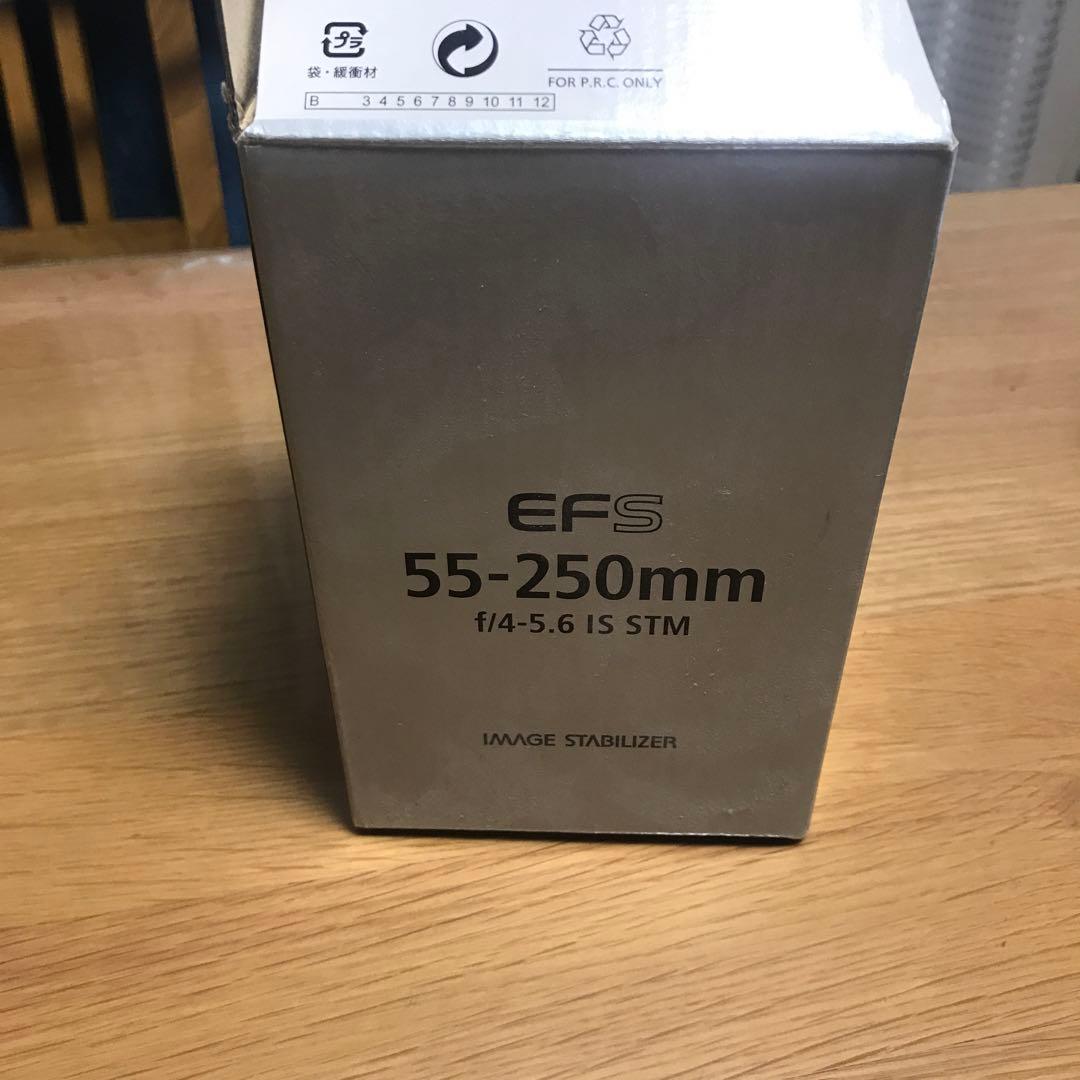 プラ
袋・緩衝材
FOR P.R.C. ONLY
B 3 4 5 6 7 8 9 10 11 12
EFS
55-250mm
f/4-5.6 IS STM
IMAGE STABILIZER